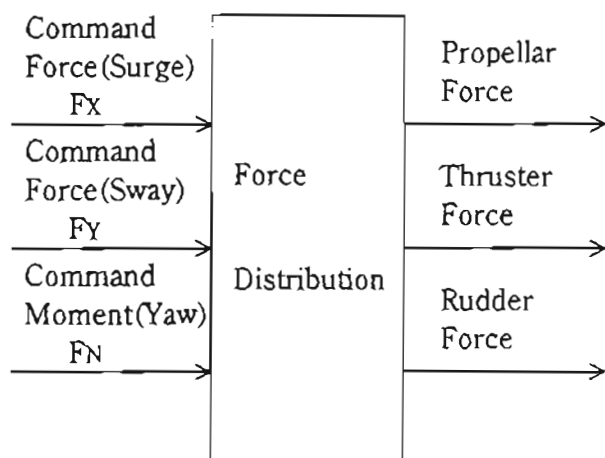 Command
Force(Surge)
FX
Command
Force(Sway)
FY
Command
Moment(Yaw)
FN
Force
Distribution
Propellar
Force
Thruster
Force
Rudder
Force